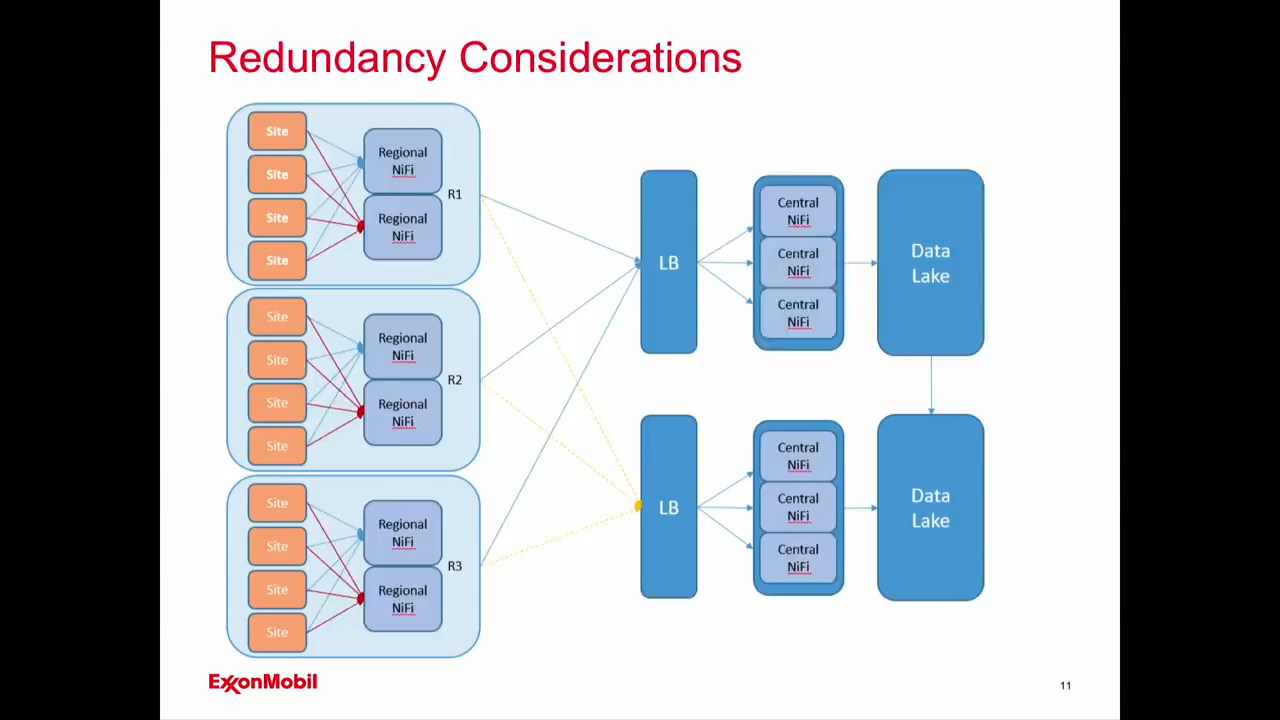 Redundancy Considerations
Site
Site
Site
Site
Regional
NiFi
Regional
NiFi
R1
Site
Site
Site
Site
Regional
NiFi
Regional
NiFi
R2
Site
Site
Site
Site
Regional
NiFi
Regional
NiFi
R3
LB
Central
NiFi
Central
NiFi
Central
NiFi
Data
Lake
LB
Central
NiFi
Central
NiFi
Central
NiFi
Data
Lake
ExxonMobil
11